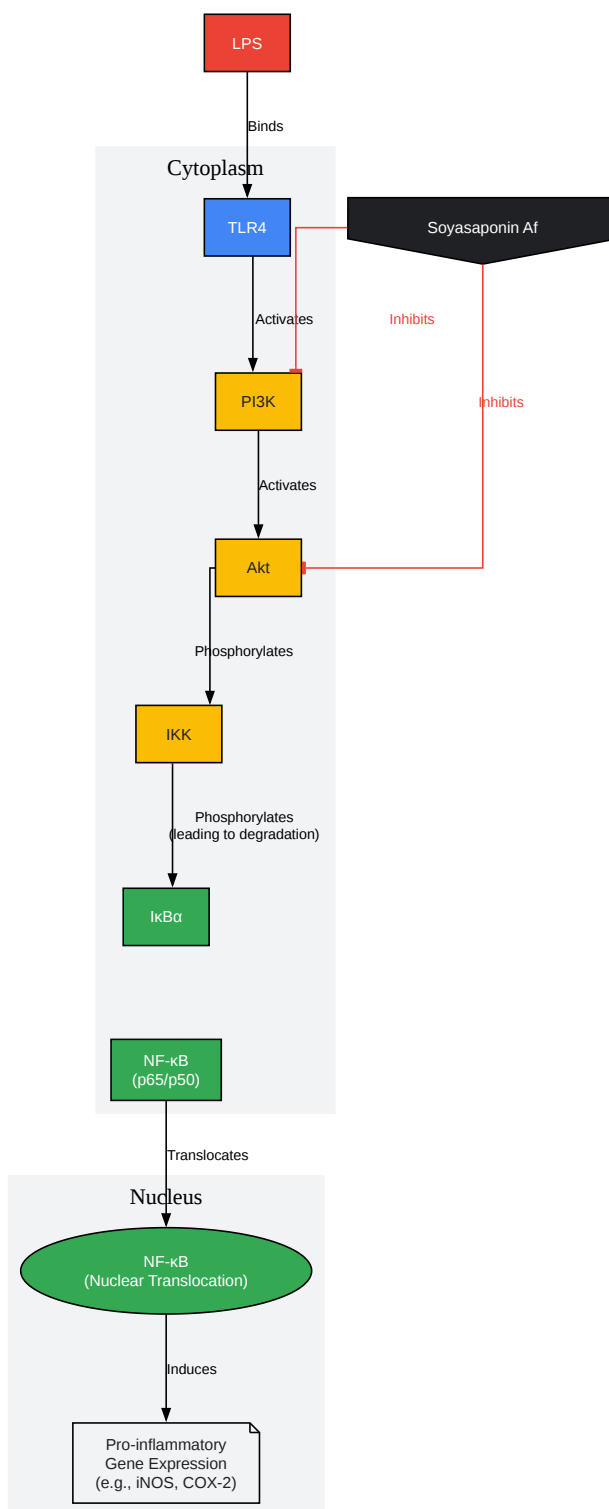 LPS
Binds
Cytoplasm
TLR4
Soyasaponin Af
Activates
Inhibits
PI3K
Inhibits
Activates
Akt
Phosphorylates
IKK
Phosphorylates
(leading to degradation)
IκBα
NF-κB
(p65/p50)
Translocates
Nucleus
NF-κB
(Nuclear Translocation)
Induces
Pro-inflammatory
Gene Expression
(e.g., iNOS, COX-2)